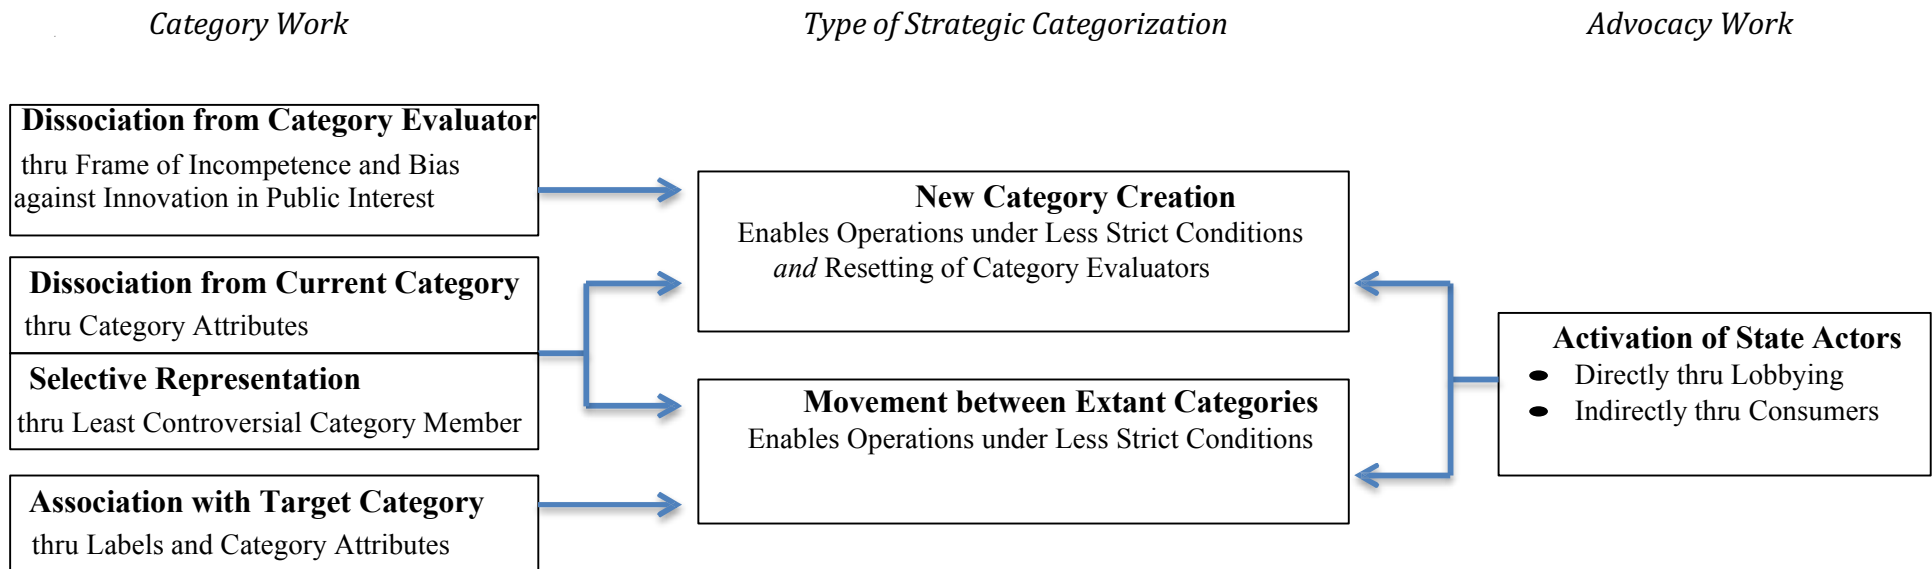 Category Work
Type of Strategic Categorization
Advocacy Work
Dissociation from Category Evaluator
thru Frame of Incompetence and Bias
against Innovation in Public Interest
Dissociation from Current Category
thru Category Attributes
Selective Representation
thru Least Controversial Category Member
Association with Target Category
thru Labels and Category Attributes
New Category Creation
Enables Operations under Less Strict Conditions
and Resetting of Category Evaluators
Movement between Extant Categories
Enables Operations under Less Strict Conditions
Activation of State Actors
● Directly thru Lobbying
● Indirectly thru Consumers